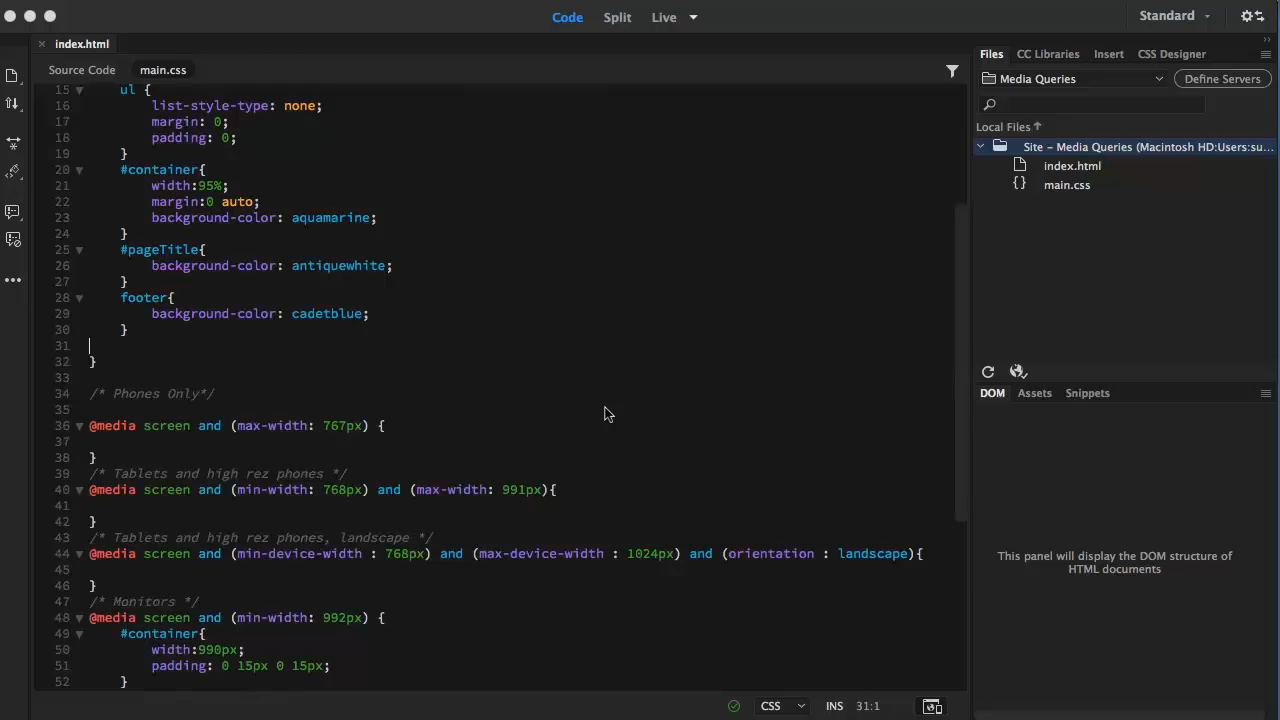 Code Split Live
Standard
index.html
Source Code main.css
15 ul {
16 list-style-type: none;
17 margin: 0;
18 padding: 0;
19 }
20 #container{
21 width:95%;
22 margin:0 auto;
23 background-color: aquamarine;
24 }
25 #pageTitle{
26 background-color: antiquewhite;
27 }
28 footer{
29 background-color: cadetblue;
30 }
31
32 }
33
34 /* Phones Only*/
35
36 @media screen and (max-width: 767px) {
37
38 }
39 /* Tablets and high rez phones */
40 @media screen and (min-width: 768px) and (max-width: 991px){
41
42 }
43 /* Tablets and high rez phones, landscape */
44 @media screen and (min-device-width : 768px) and (max-device-width : 1024px) and (orientation : landscape){
45
46 }
47 /* Monitors */
48 @media screen and (min-width: 992px) {
49 #container{
50 width:990px;
51 padding: 0 15px 0 15px;
52 }
CSS INS 31:1
Files CC Libraries Insert CSS Designer
Media Queries Define Servers
Local Files
Site – Media Queries (Macintosh HD:Users:su...
index.html
main.css
DOM Assets Snippets
This panel will display the DOM structure of
HTML documents